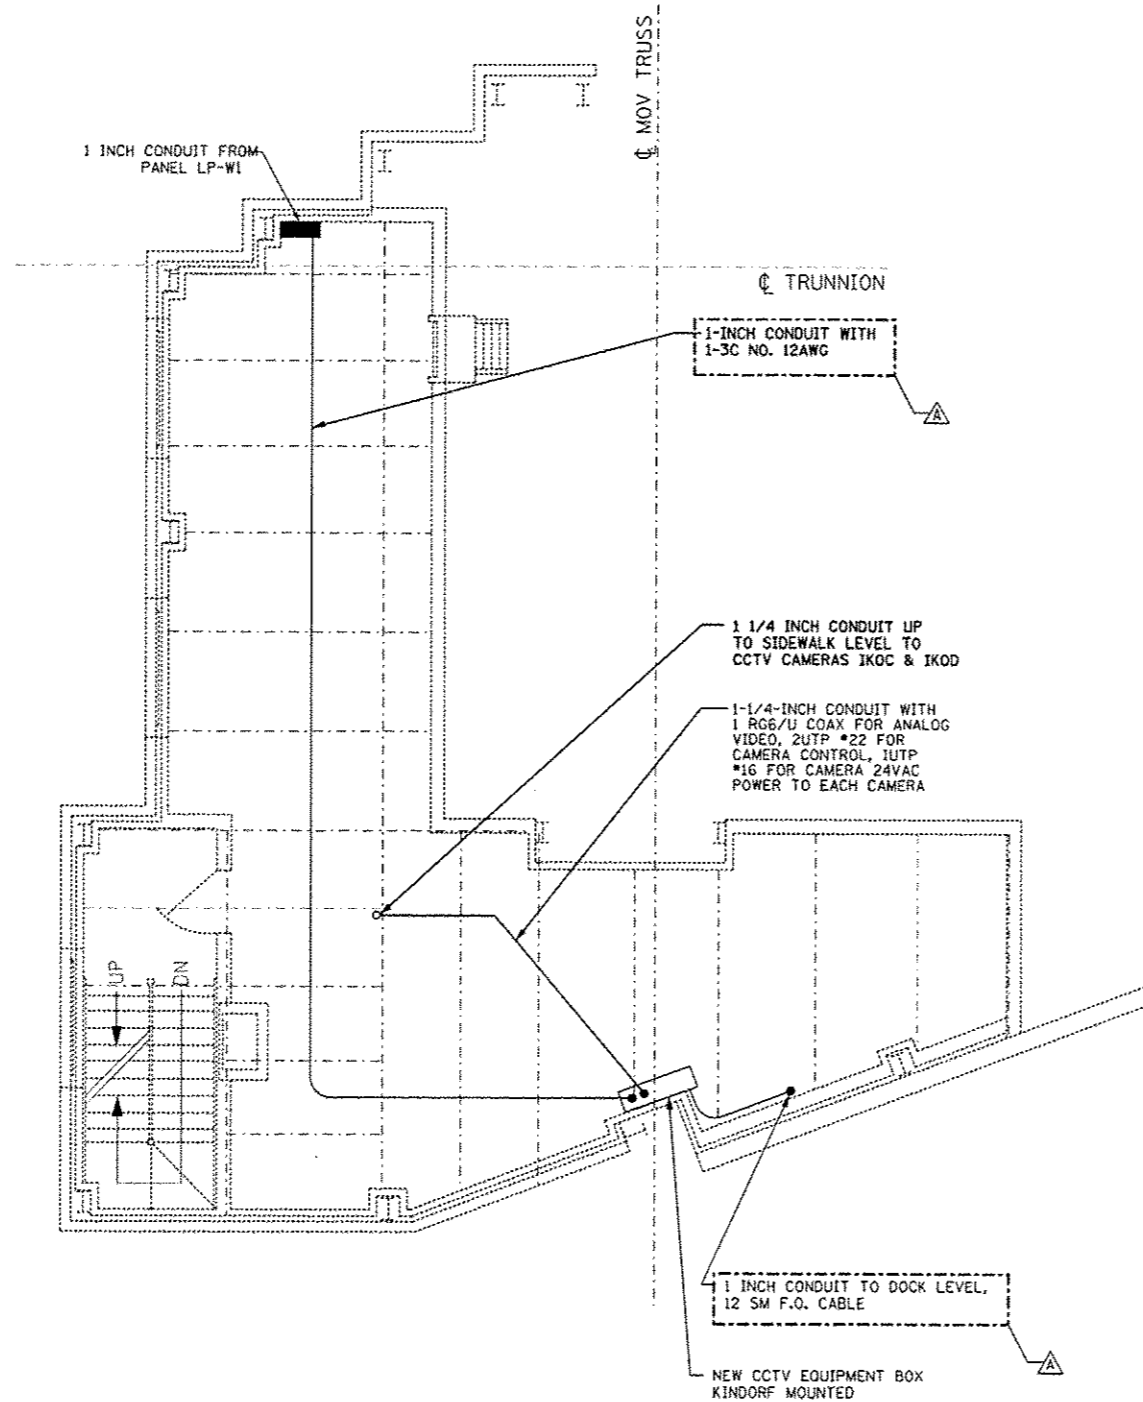 ℄ MOV TRUSS
1 INCH CONDUIT FROM
PANEL LP-W1
℄ TRUNNION
1-INCH CONDUIT WITH
1-3C NO. 12AWG
A
1 1/4 INCH CONDUIT UP
TO SIDEWALK LEVEL TO
CCTV CAMERAS IKOC & IKOD
1-1/4-INCH CONDUIT WITH
1 RG6/U COAX FOR ANALOG
VIDEO, 2UTP #22 FOR
CAMERA CONTROL, 1UTP
#16 FOR CAMERA 24VAC
POWER TO EACH CAMERA
UP
DN
1 INCH CONDUIT TO DOCK LEVEL,
12 SM F.O. CABLE
A
NEW CCTV EQUIPMENT BOX
KINDORF MOUNTED